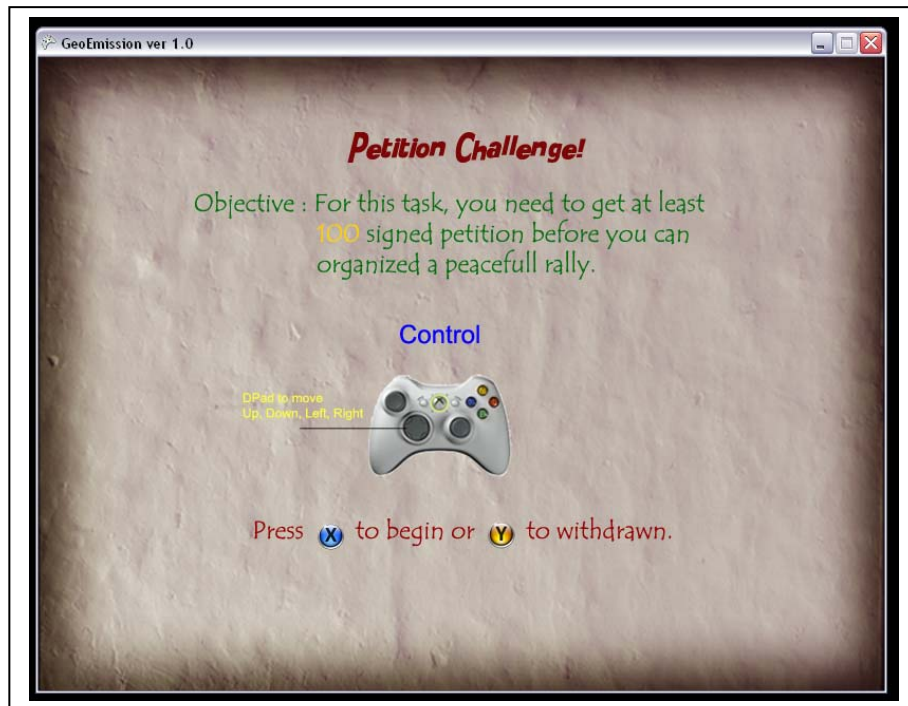 GeoEmission ver 1.0
Petition Challenge!
Objective : For this task, you need to get at least
100 signed petition before you can
organized a peacefull rally.
Control
DPad to move
Up, Down, Left, Right
Press X to begin or Y to withdrawn.